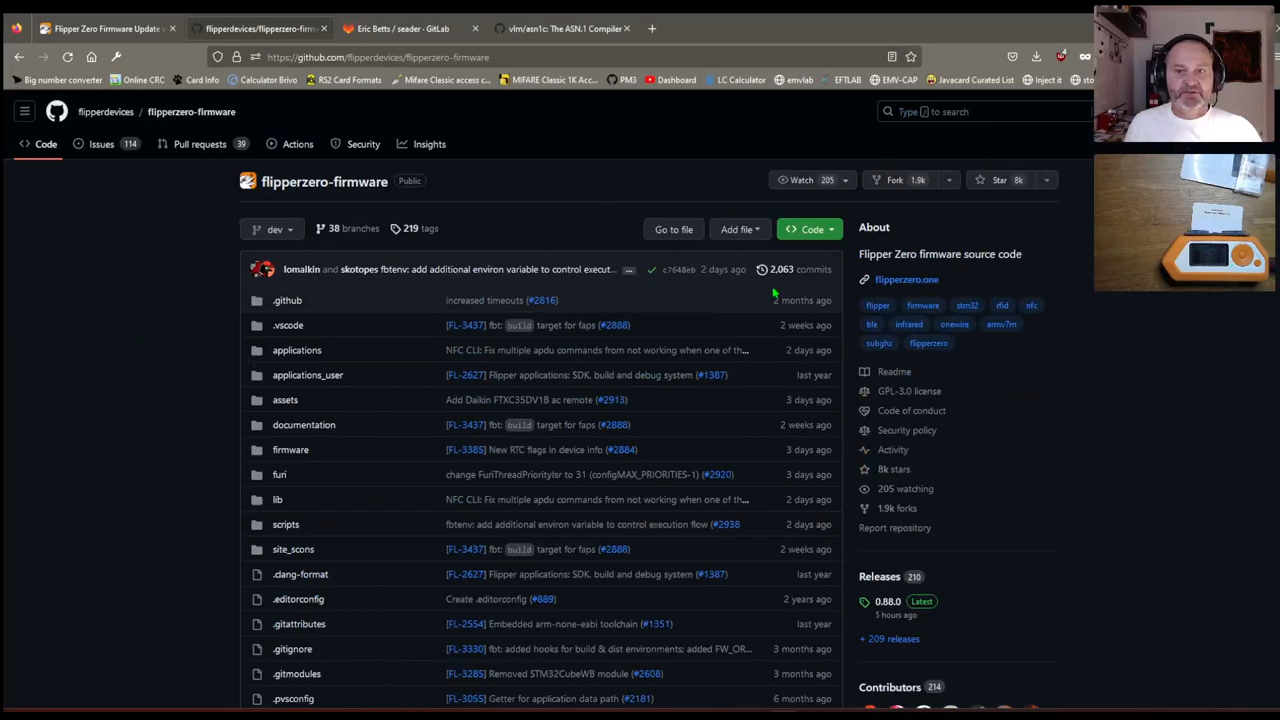 Flipper Zero Firmware Update
flipperdevices/flipperzero-firm
Eric Betts / seader · GitLab
vlm/asn1c: The ASN.1 Compiler
https://github.com/flipperdevices/flipperzero-firmware
Big number converter
Online CRC
Card Info
Calculator Brivo
RS2 Card Formats
Mifare Classic access c...
MIFARE Classic 1K Acc...
PM3
Dashboard
LC Calculator
emvlab
EFTLAB
EMV-CAP
Javacard Curated List
Inject it
flipperdevices / flipperzero-firmware
Type / to search
Code
Issues 114
Pull requests 39
Actions
Security
Insights
flipperzero-firmware Public
Watch 205
Fork 1.9k
Star 8k
dev
38 branches
219 tags
Go to file
Add file
Code
lomalkin and skotopes fbtenv: add additional environ variable to control execut... ... c7648eb 2 days ago 2,063 commits
.github increased timeouts (#2816) 2 months ago
.vscode [FL-3437] fbt: build target for faps (#2888) 2 weeks ago
applications NFC CLI: Fix multiple apdu commands from not working when one of th... 2 days ago
applications_user [FL-2627] Flipper applications: SDK, build and debug system (#1387) last year
assets Add Daikin FTXC35DV1B ac remote (#2913) 3 days ago
documentation [FL-3437] fbt: build target for faps (#2888) 2 weeks ago
firmware [FL-3385] New RTC flags in device info (#2884) 3 days ago
furi change FuriThreadPriorityIsr to 31 (configMAX_PRIORITIES-1) (#2920) 3 days ago
lib NFC CLI: Fix multiple apdu commands from not working when one of th... 2 days ago
scripts fbtenv: add additional environ variable to control execution flow (#2938 2 days ago
site_scons [FL-3437] fbt: build target for faps (#2888) 2 weeks ago
.clang-format [FL-2627] Flipper applications: SDK, build and debug system (#1387) last year
.editorconfig Create .editorconfig (#889) 2 years ago
.gitattributes [FL-2554] Embedded arm-none-eabi toolchain (#1351) last year
.gitignore [FL-3330] fbt: added hooks for build & dist environments; added FW_OR... 3 months ago
.gitmodules [FL-3285] Removed STM32CubeWB module (#2608) 3 months ago
.pvsconfig [FL-3055] Getter for application data path (#2181) 6 months ago
About
Flipper Zero firmware source code
flipperzero.one
flipper firmware stm32 rfid nfc
ble infrared onewire armv7m
subghz flipperzero
Readme
GPL-3.0 license
Code of conduct
Security policy
Activity
8k stars
205 watching
1.9k forks
Report repository
Releases 210
0.88.0 Latest
5 hours ago
+ 209 releases
Contributors 214